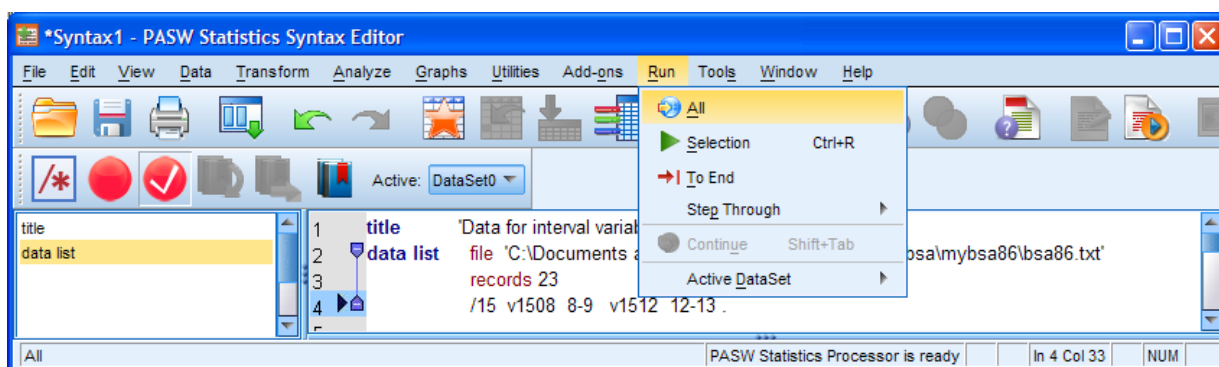 *Syntax1 - PASW Statistics Syntax Editor
File Edit View Data Transform Analyze Graphs Utilities Add-ons Run Tools Window Help
All
Selection Ctrl+R
To End
Step Through
Continue Shift+Tab
Active DataSet
/*
Active: DataSet0
title
data list
1 title 'Data for interval variab
2 data list file 'C:\Documents a osa\mybsa86\bsa86.txt'
3 records 23
4 /15 v1508 8-9 v1512 12-13 .
All PASW Statistics Processor is ready In 4 Col 33 NUM